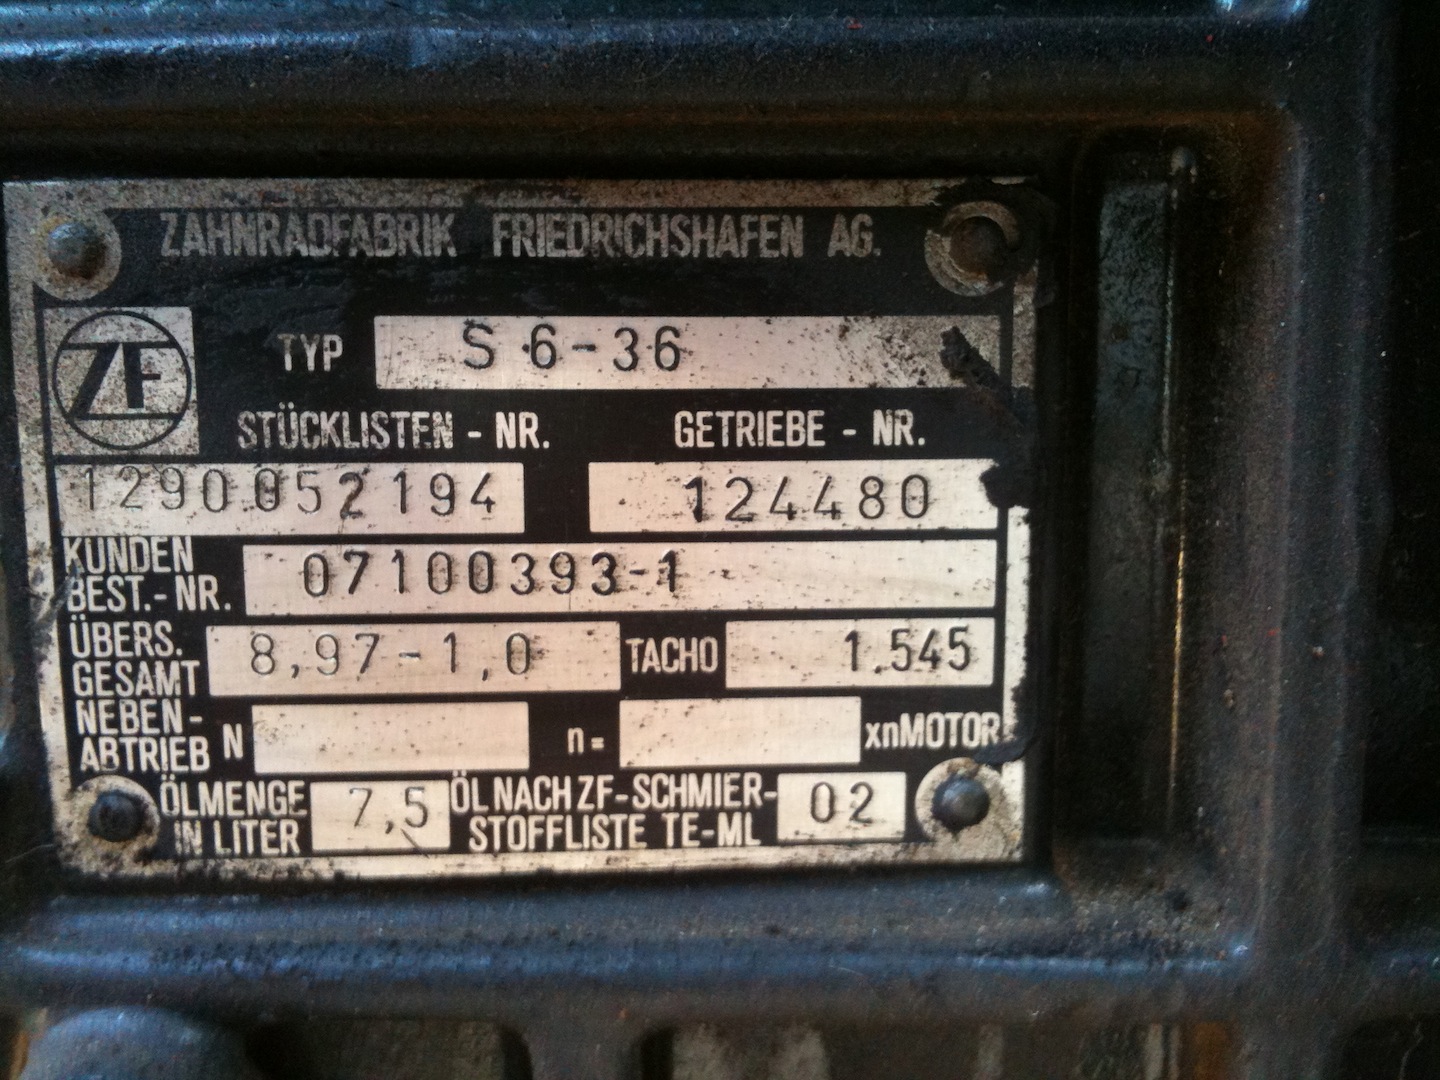 ZAHNRADFABRIK FRIEDRICHSHAFEN AG.
ZF
TYP S 6-36
STÜCKLISTEN - NR. GETRIEBE - NR.
1290 052 194 124480
KUNDEN
BEST.- NR. 07100393-1
ÜBERS.
GESAMT 8,97-1,0 TACHO 1.545
NEBEN-
ABTRIEB N n= xnMOTOR
ÖLMENGE
IN LITER 7,5 ÖL NACH ZF-SCHMIER-
STOFFLISTE TE-ML 02